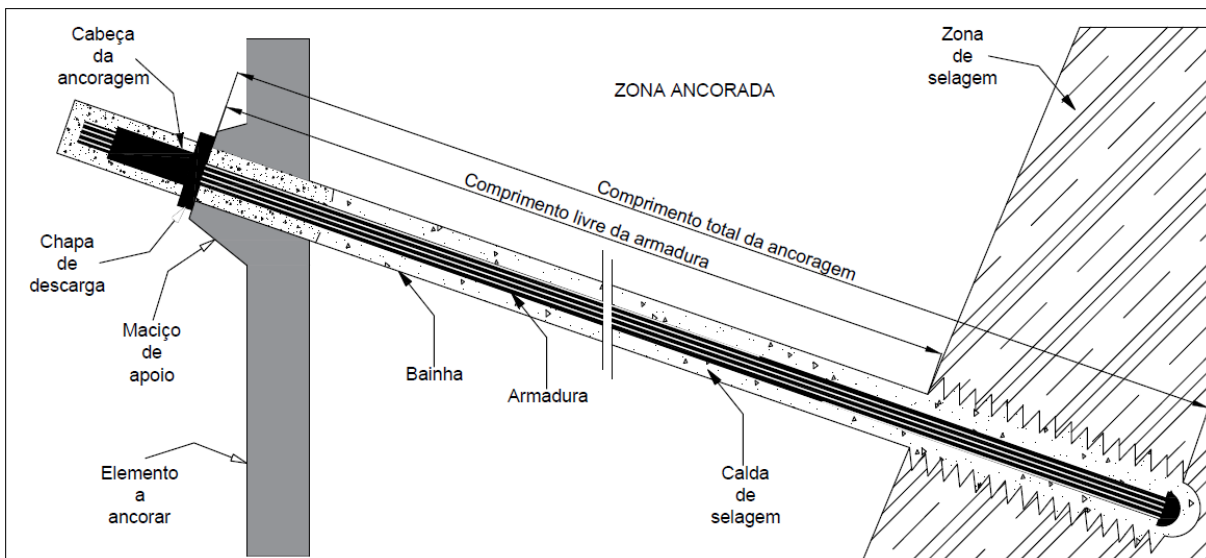 Cabeça
da
ancoragem
ZONA ANCORADA
Zona
de
selagem
Comprimento total da ancoragem
Comprimento livre da armadura
Chapa
de
descarga
Maciço
de
apoio
Bainha
Armadura
Elemento
a
ancorar
Calda
de
selagem